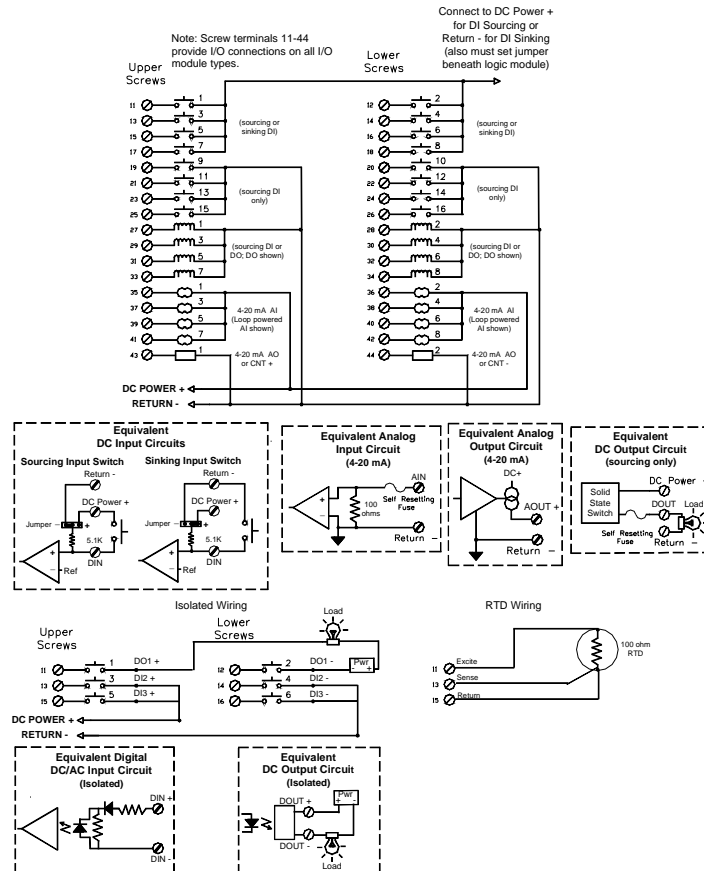 Note: Screw terminals 11-44
provide I/O connections on all I/O
module types.
Connect to DC Power +
for DI Sourcing or
Return - for DI Sinking
(also must set jumper
beneath logic module)
Upper
Screws
Lower
Screws
11 1
13 3
15 5
17 7
(sourcing or
sinking DI)
19 9
21 11
23 13
25 15
(sourcing DI
only)
27 1
29 3
31 5
33 7
(sourcing DI or
DO; DO shown)
35 1
37 3
39 5
41 7
4-20 mA AI
(Loop powered
AI shown)
43 1
4-20 mA AO
or CNT +
12 2
14 4
16 6
18 8
(sourcing or
sinking DI)
20 10
22 12
24 14
26 16
(sourcing DI
only)
28 2
30 4
32 6
34 8
(sourcing DI or
DO; DO shown)
36 2
38 4
40 6
42 8
4-20 mA AI
(Loop powered
AI shown)
44 2
4-20 mA AO
or CNT -
DC POWER +
RETURN -
Equivalent
DC Input Circuits
Sourcing Input Switch
Return -
DC Power +
Jumper - +
5.1K
+
- Ref
DIN
Sinking Input Switch
Return -
DC Power +
Jumper - +
5.1K
+
- Ref
DIN
Equivalent Analog
Input Circuit
(4-20 mA)
AIN
+
-
100
ohms
Self Resetting
Fuse
Return -
Equivalent Analog
Output Circuit
(4-20 mA)
DC+
AOUT +
Return -
Equivalent
DC Output Circuit
(sourcing only)
DC Power +
Solid
State
Switch
DOUT Load
Self Resetting
Fuse
Return -
Isolated Wiring
Upper
Screws
Lower
Screws
Load
11 1 DO1 +
13 3 DI2 +
15 5 DI3 +
12 2 DO1 -
14 4 DI2 -
16 6 DI3 -
Pwr
- +
DC POWER +
RETURN -
RTD Wiring
11 Excite
13 Sense
15 Return
100 ohm
RTD
Equivalent Digital
DC/AC Input Circuit
(Isolated)
DIN +
DIN -
Equivalent
DC Output Circuit
(Isolated)
DOUT +
Pwr
+ -
DOUT -
Load